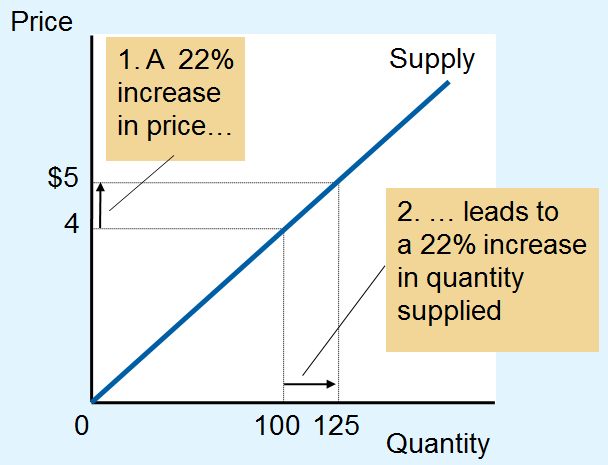 Price
1. A 22%
increase
in price…
Supply
$5
4
2. … leads to
a 22% increase
in quantity
supplied
0
100
125
Quantity